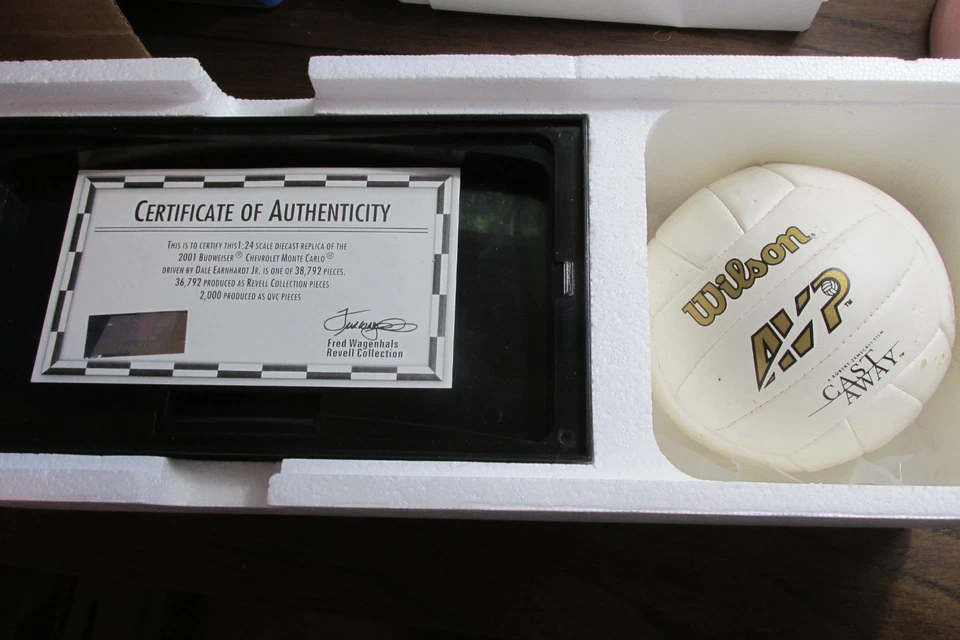 CERTIFICATE OF AUTHENTICITY
THIS IS TO CERTIFY THIS 1:24 SCALE DIECAST REPLICA OF THE
2001 BUDWEISER® CHEVROLET MONTE CARLO®
DRIVEN BY DALE EARNHARDT JR. IS ONE OF 38,792 PIECES.
36,792 PRODUCED AS REVELL COLLECTION PIECES
2,000 PRODUCED AS QVC PIECES
Fred Wagenhals
Revell Collection
Wilson®
AVP™
A ROBERT ZEMECKIS FILM
CAST
AWAY™